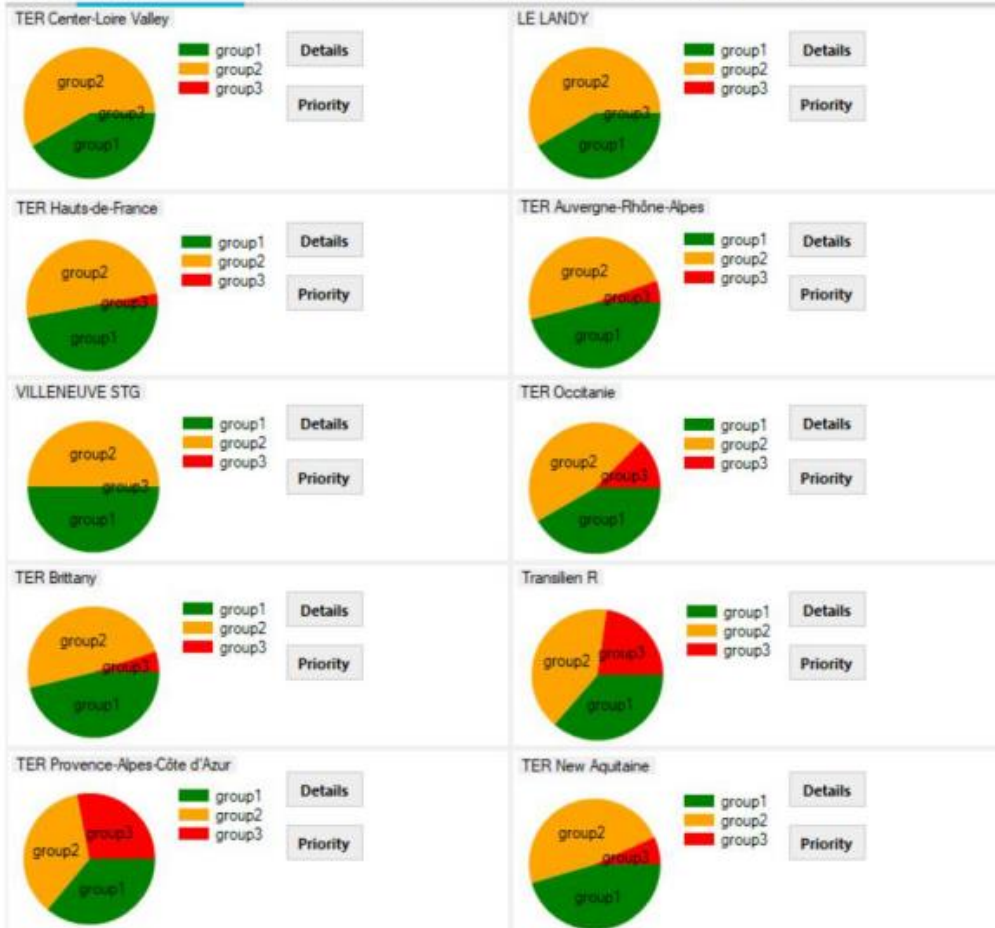 TER Center-Loire Valley
group2
group3
group1
group1
group2
group3
Details
Priority
LE LANDY
group2
group3
group1
group1
group2
group3
Details
Priority
TER Hauts-de-France
group2
group3
group1
group1
group2
group3
Details
Priority
TER Auvergne-Rhône-Alpes
group2
group3
group1
group1
group2
group3
Details
Priority
VILLENEUVE STG
group2
group3
group1
group1
group2
group3
Details
Priority
TER Occitanie
group2
group3
group1
group1
group2
group3
Details
Priority
TER Brittany
group2
group3
group1
group1
group2
group3
Details
Priority
Transilien R
group2
group3
group1
group1
group2
group3
Details
Priority
TER Provence-Alpes-Côte d'Azur
group3
group2
group1
group1
group2
group3
Details
Priority
TER New Aquitaine
group2
group3
group1
group1
group2
group3
Details
Priority